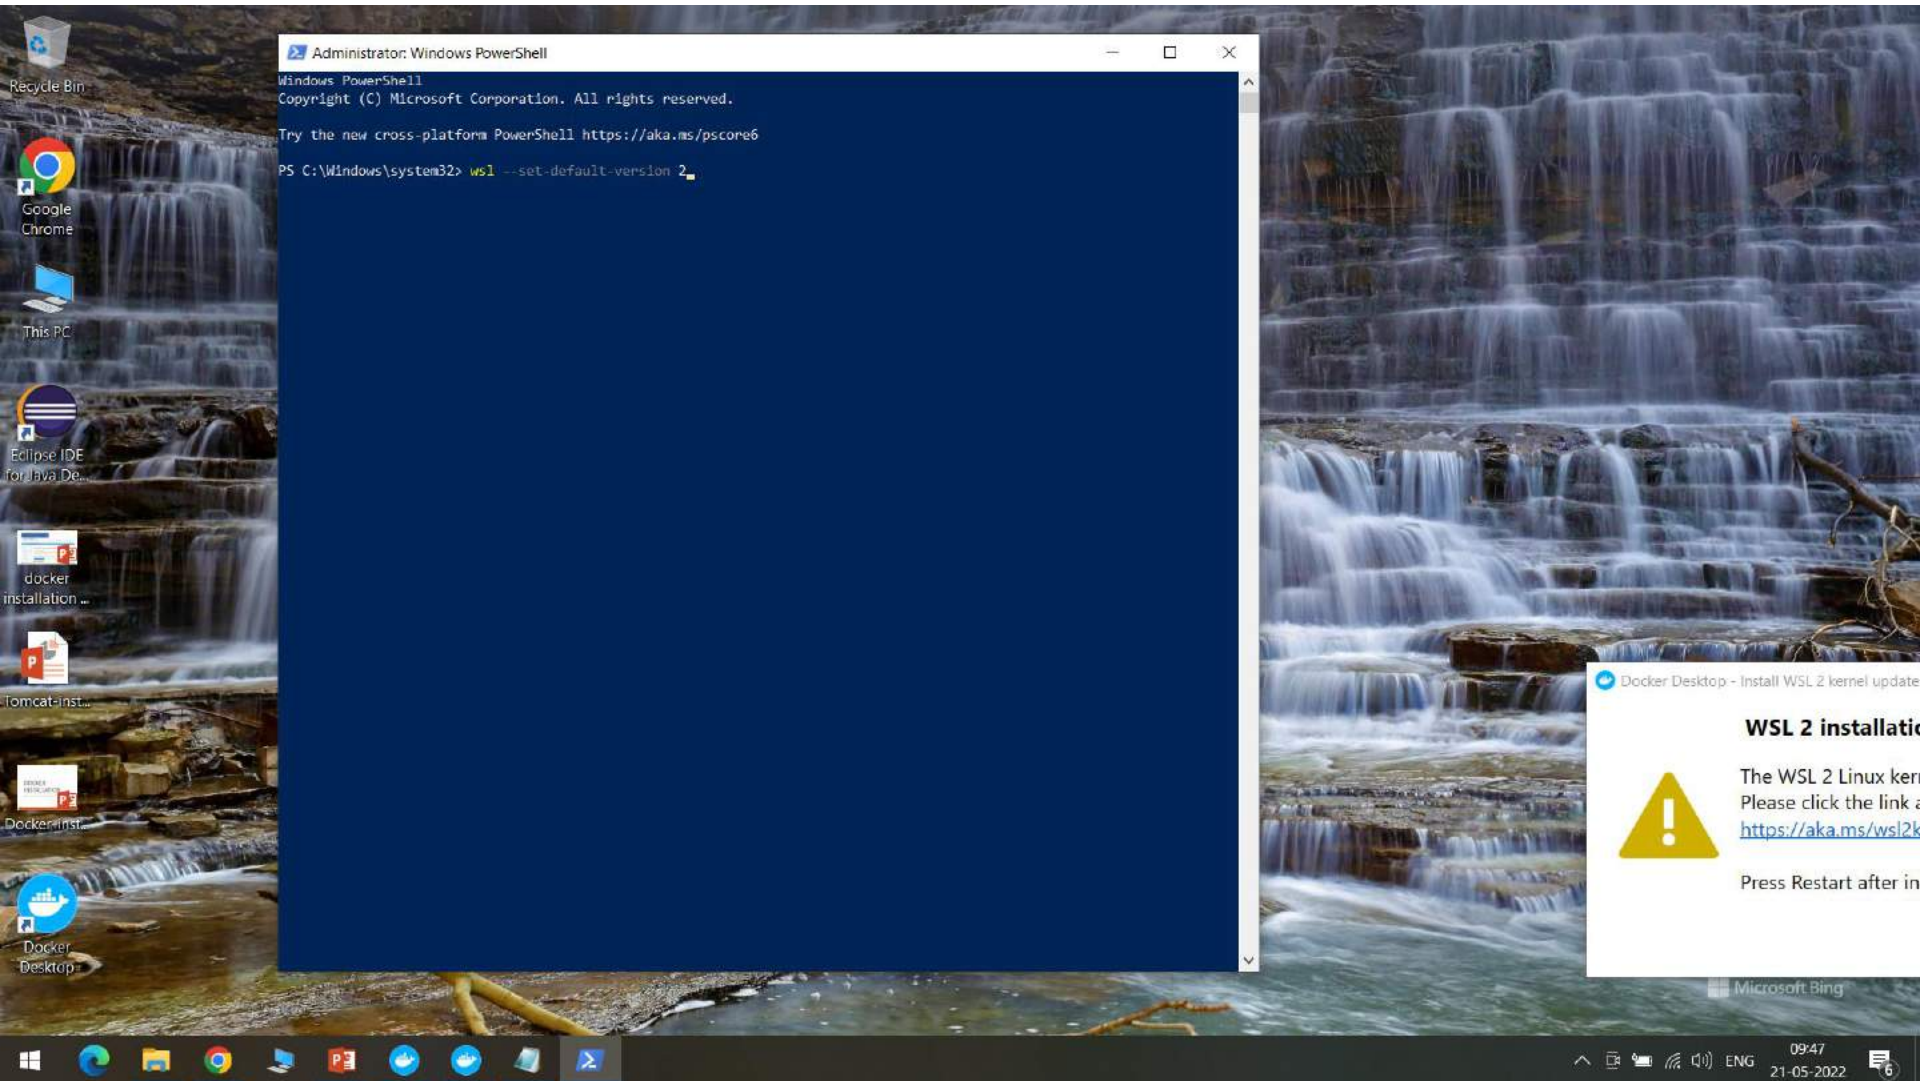 Recycle Bin
Google
Chrome
This PC
Eclipse IDE
for Java De...
docker
installation ...
Tomcat-inst...
Docker-inst...
Docker
Desktop
Administrator: Windows PowerShell
Windows PowerShell
Copyright (C) Microsoft Corporation. All rights reserved.
Try the new cross-platform PowerShell https://aka.ms/pscore6
PS C:\Windows\system32> wsl --set-default-version 2_
Docker Desktop - Install WSL 2 kernel update
WSL 2 installatio
The WSL 2 Linux kern
Please click the link a
https://aka.ms/wsl2k
Press Restart after in
Microsoft Bing
ENG
09:47
21-05-2022
6